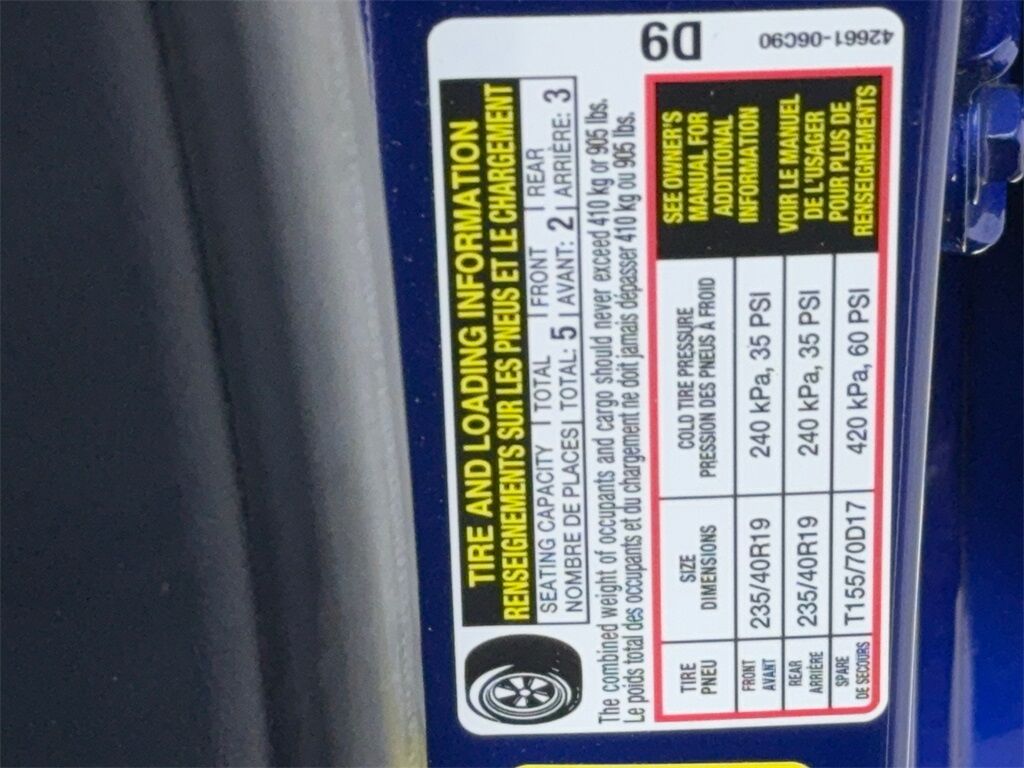 TIRE AND LOADING INFORMATION
RENSEIGNEMENTS SUR LES PNEUS ET LE CHARGEMENT
SEATING CAPACITY | TOTAL | FRONT | REAR
NOMBRE DE PLACES | TOTAL: 5 | AVANT: 2 | ARRIÈRE: 3
The combined weight of occupants and cargo should never exceed 410 kg or 905 lbs.
Le poids total des occupants et du chargement ne doit jamais dépasser 410 kg ou 905 lbs.
TIRE
PNEU
SIZE
DIMENSIONS
COLD TIRE PRESSURE
PRESSION DES PNEUS À FROID
FRONT
AVANT
235/40R19
240 kPa, 35 PSI
REAR
ARRIÈRE
235/40R19
240 kPa, 35 PSI
SPARE
DE SECOURS
T155/70D17
420 kPa, 60 PSI
SEE OWNER'S
MANUAL FOR
ADDITIONAL
INFORMATION
VOIR LE MANUEL
DE L'USAGER
POUR PLUS DE
RENSEIGNEMENTS
D9
42661-06C90